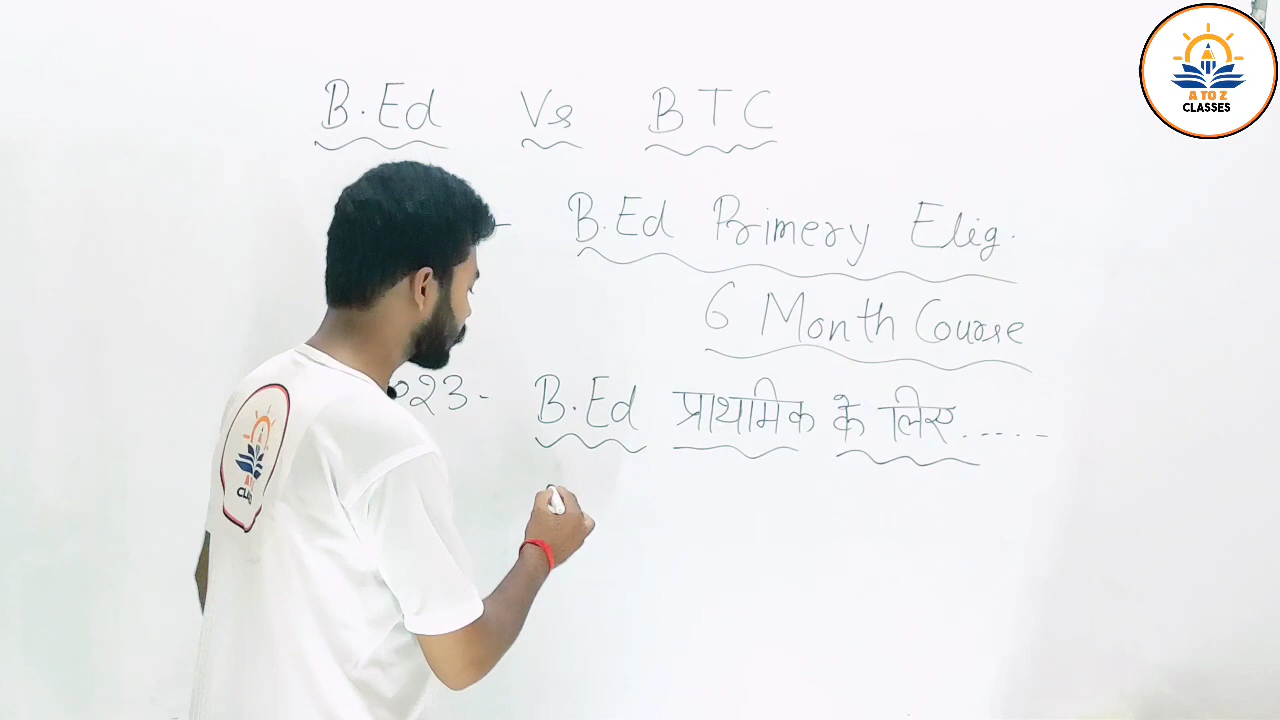 A TO Z
CLASSES
B.Ed Vs BTC
- B.Ed Primery Elig.
6 Month Course
023- B.Ed प्राथमिक के लिए.....